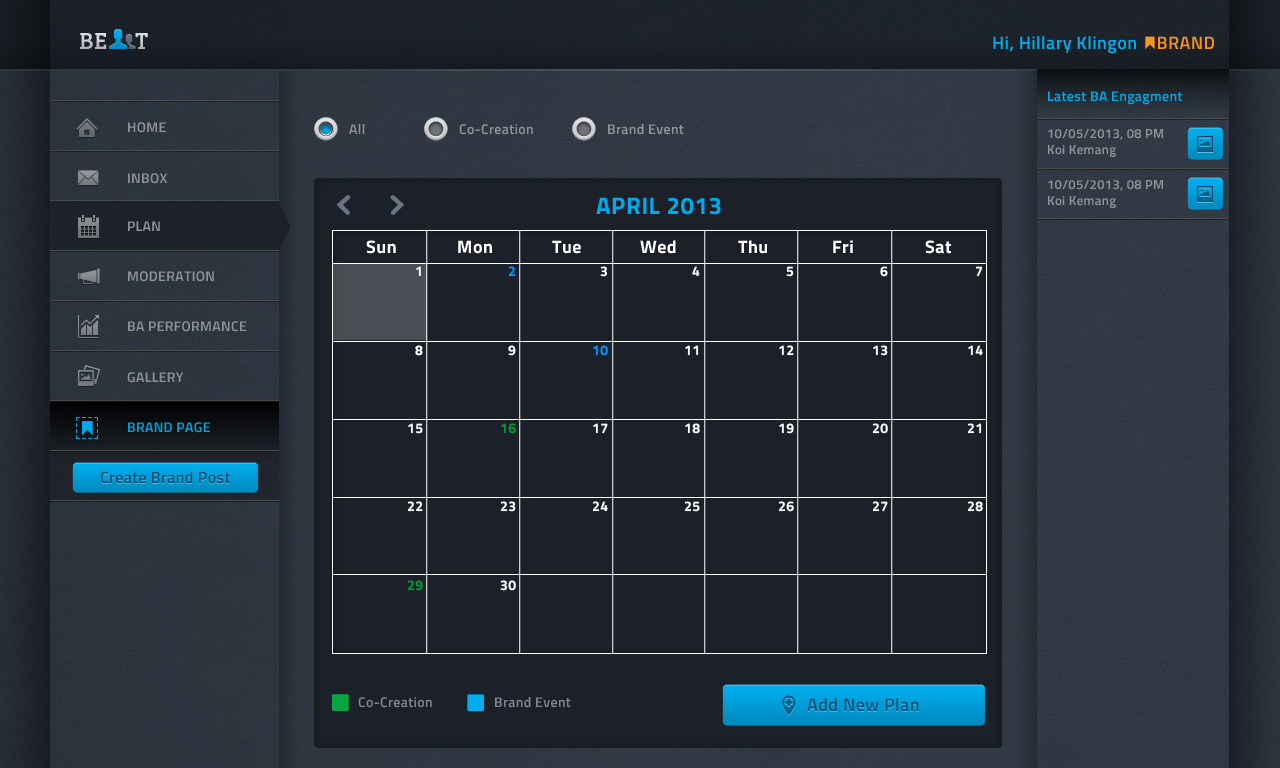 BE T
Hi, Hillary Klingon BRAND
HOME
INBOX
PLAN
MODERATION
BA PERFORMANCE
GALLERY
BRAND PAGE
Create Brand Post
All Co-Creation Brand Event
APRIL 2013
Sun Mon Tue Wed Thu Fri Sat
1 2 3 4 5 6 7
8 9 10 11 12 13 14
15 16 17 18 19 20 21
22 23 24 25 26 27 28
29 30
Co-Creation Brand Event
Add New Plan
Latest BA Engagment
10/05/2013, 08 PM
Koi Kemang
10/05/2013, 08 PM
Koi Kemang